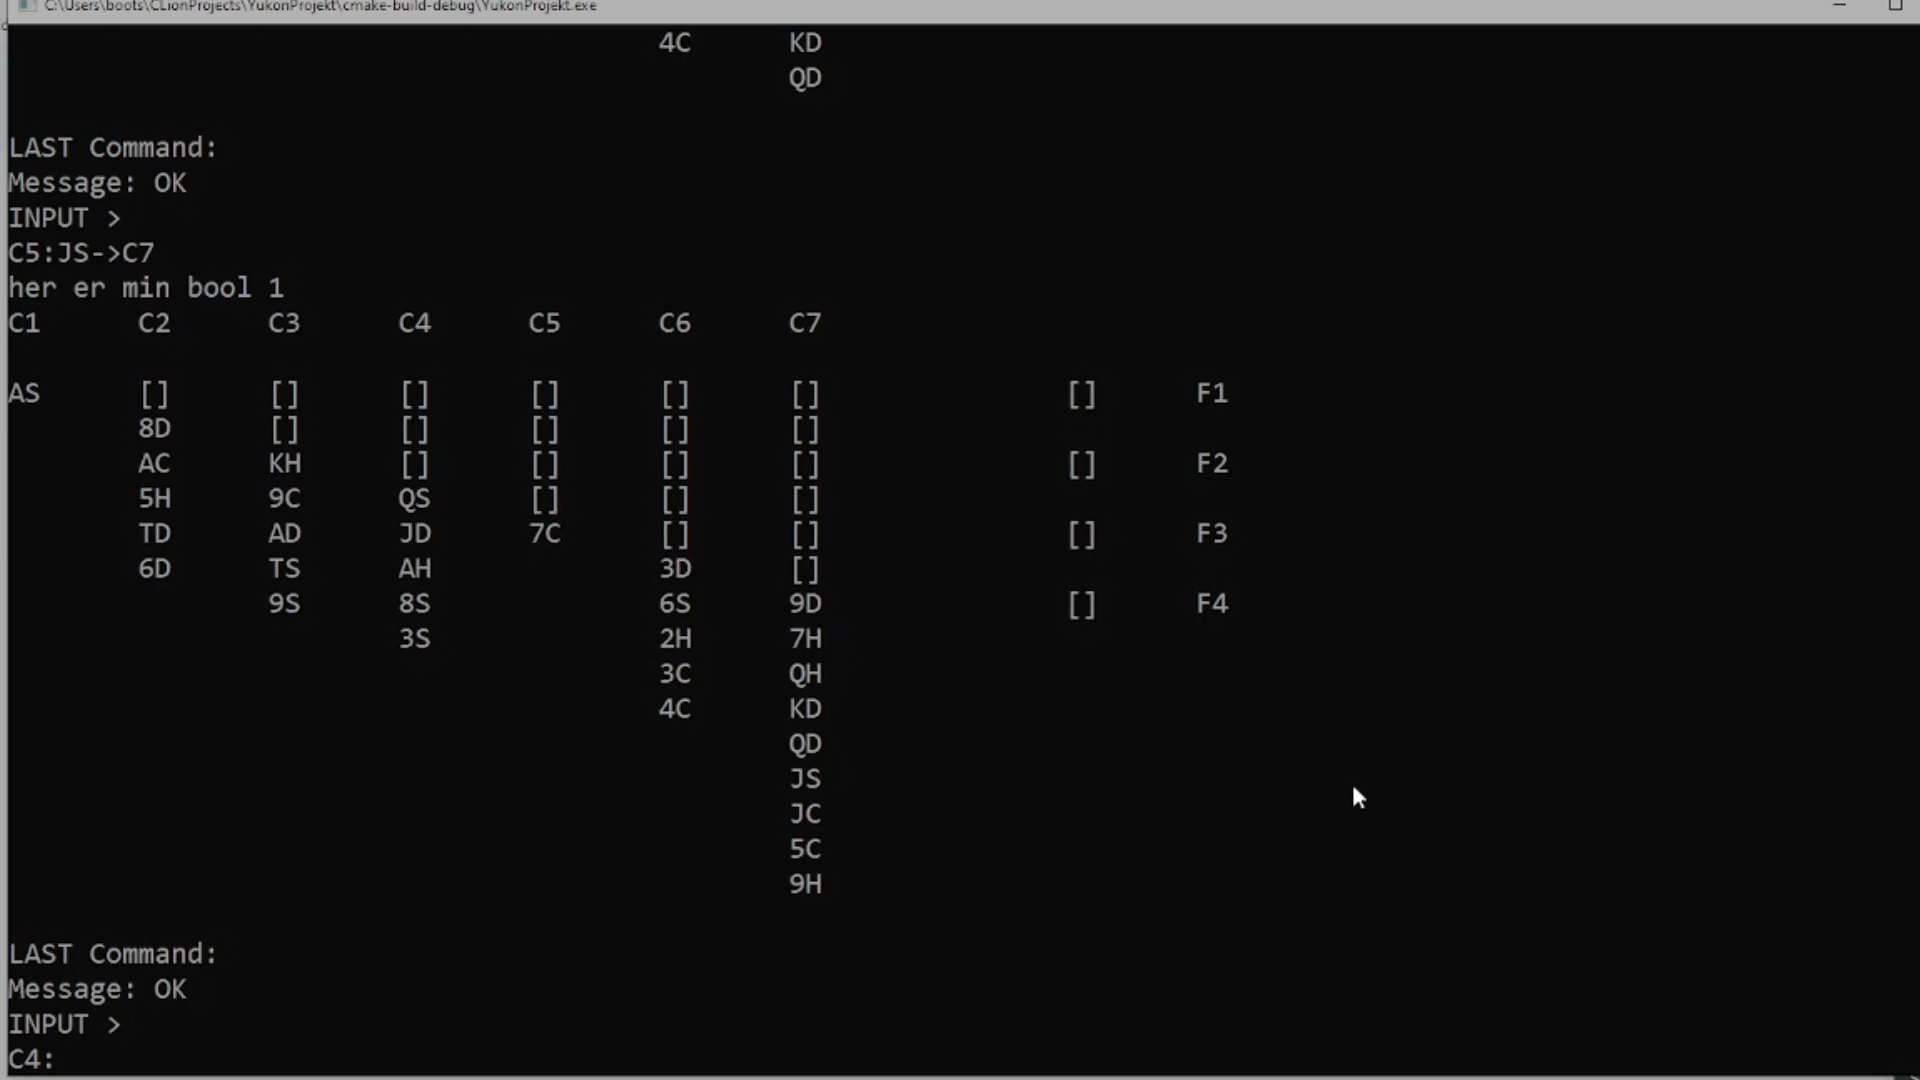 C:\Users\boots\CLionProjects\YukonProjekt\cmake-build-debug\YukonProjekt.exe
4C KD
QD
LAST Command:
Message: OK
INPUT >
C5:JS->C7
her er min bool 1
C1 C2 C3 C4 C5 C6 C7
AS [] [] [] [] [] [] [] F1
8D [] [] [] [] []
AC KH [] [] [] [] [] F2
5H 9C QS [] [] []
TD AD JD 7C [] [] [] F3
6D TS AH 3D []
9S 8S 6S 9D [] F4
3S 2H 7H
3C QH
4C KD
QD
JS
JC
5C
9H
LAST Command:
Message: OK
INPUT >
C4: